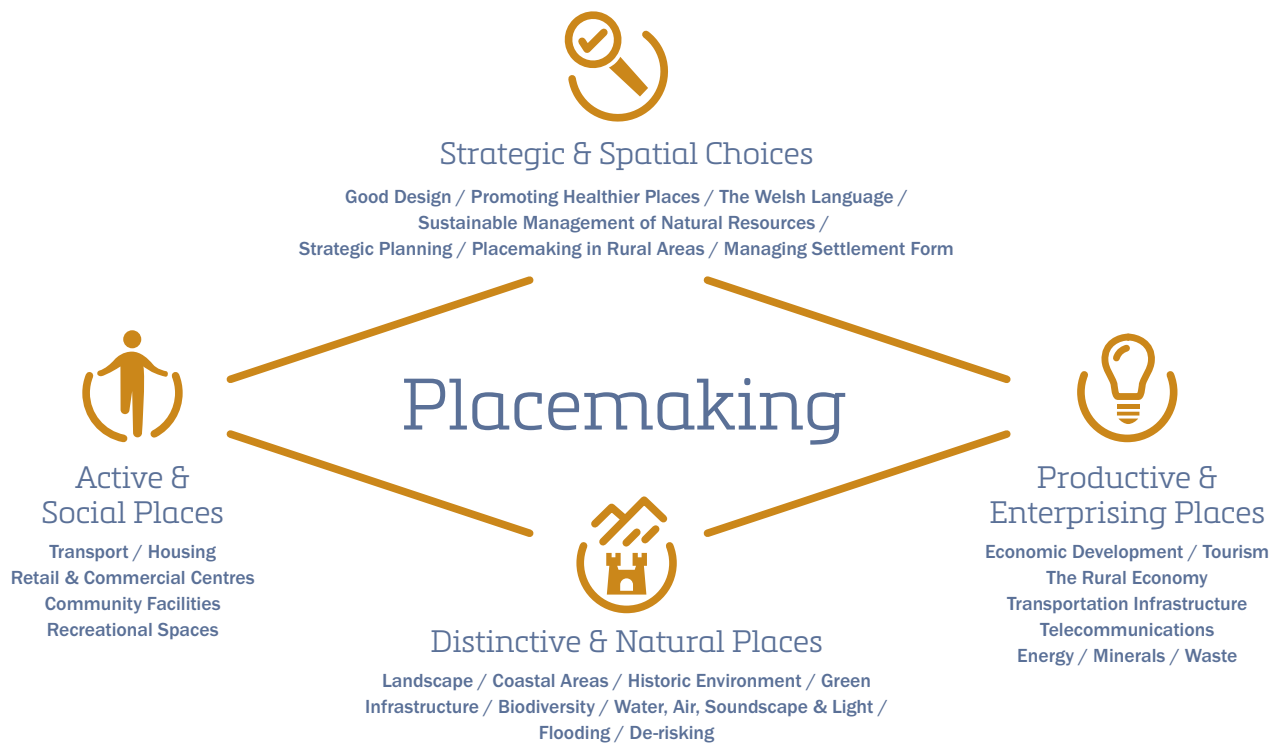 Strategic & Spatial Choices
Good Design / Promoting Healthier Places / The Welsh Language /
Sustainable Management of Natural Resources /
Strategic Planning / Placemaking in Rural Areas / Managing Settlement Form
Placemaking
Active &
Social Places
Transport / Housing
Retail & Commercial Centres
Community Facilities
Recreational Spaces
Productive &
Enterprising Places
Economic Development / Tourism
The Rural Economy
Transportation Infrastructure
Telecommunications
Energy / Minerals / Waste
Distinctive & Natural Places
Landscape / Coastal Areas / Historic Environment / Green
Infrastructure / Biodiversity / Water, Air, Soundscape & Light /
Flooding / De-risking